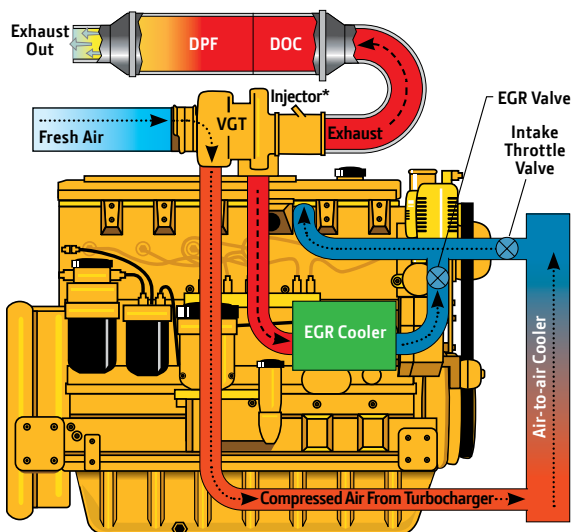 Exhaust
Out
DPF
DOC
Injector*
EGR Valve
VGT
Fresh Air
Exhaust
Intake
Throttle
Valve
EGR Cooler
Air-to-air Cooler
Compressed Air From Turbocharger